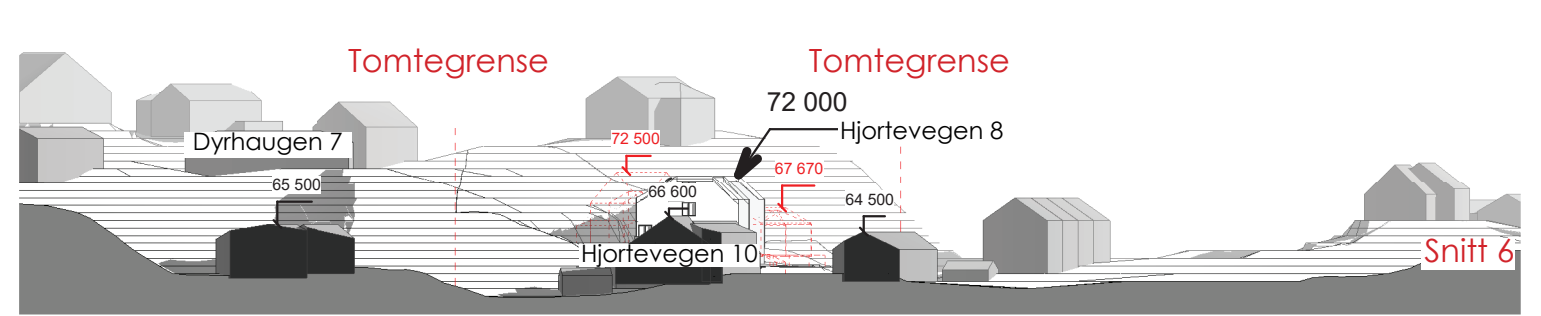 Tomtegrense
Tomtegrense
72 000
Hjortevegen 8
72 500
Dyrhaugen 7
67 670
65 500
66 600
64 500
Hjortevegen 10
Snitt 6